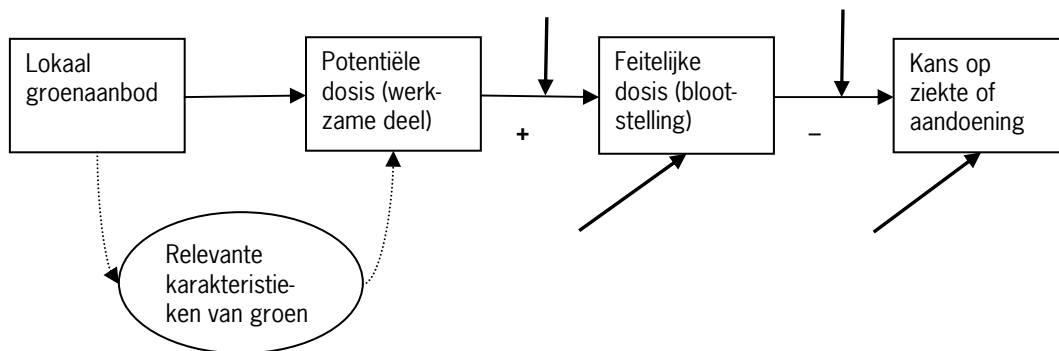 Lokaal
groenaanbod
Potentiële
dosis (werk-
zame deel)
+
Feitelijke
dosis (bloot-
stelling)
–
Kans op
ziekte of
aandoening
Relevante
karakteristie-
ken van groen